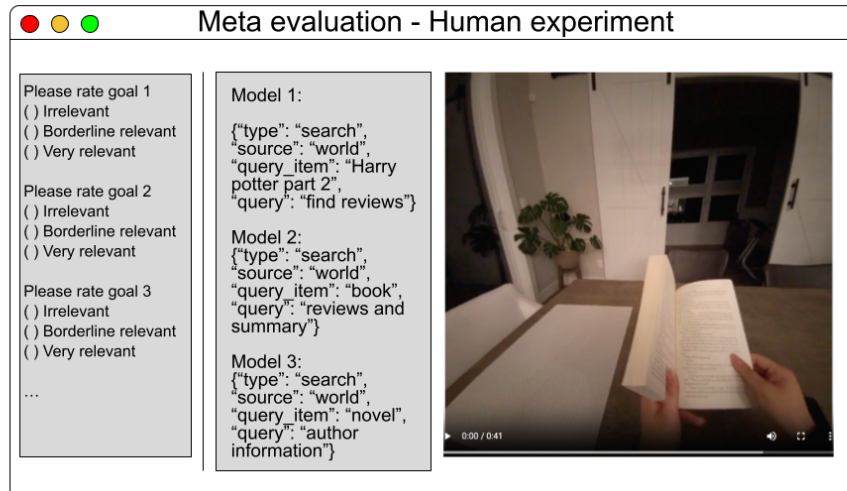 Meta evaluation - Human experiment
Please rate goal 1
( ) Irrelevant
( ) Borderline relevant
( ) Very relevant
Please rate goal 2
( ) Irrelevant
( ) Borderline relevant
( ) Very relevant
Please rate goal 3
( ) Irrelevant
( ) Borderline relevant
( ) Very relevant
...
Model 1:
{“type”: “search”,
“source”: “world”,
“query_item”: “Harry
potter part 2”,
“query”: “find reviews”}
Model 2:
{“type”: “search”,
“source”: “world”,
“query_item”: “book”,
“query”: “reviews and
summary”}
Model 3:
{“type”: “search”,
“source”: “world”,
“query_item”: “novel”,
“query”: “author
information”}
0:00 / 0:41